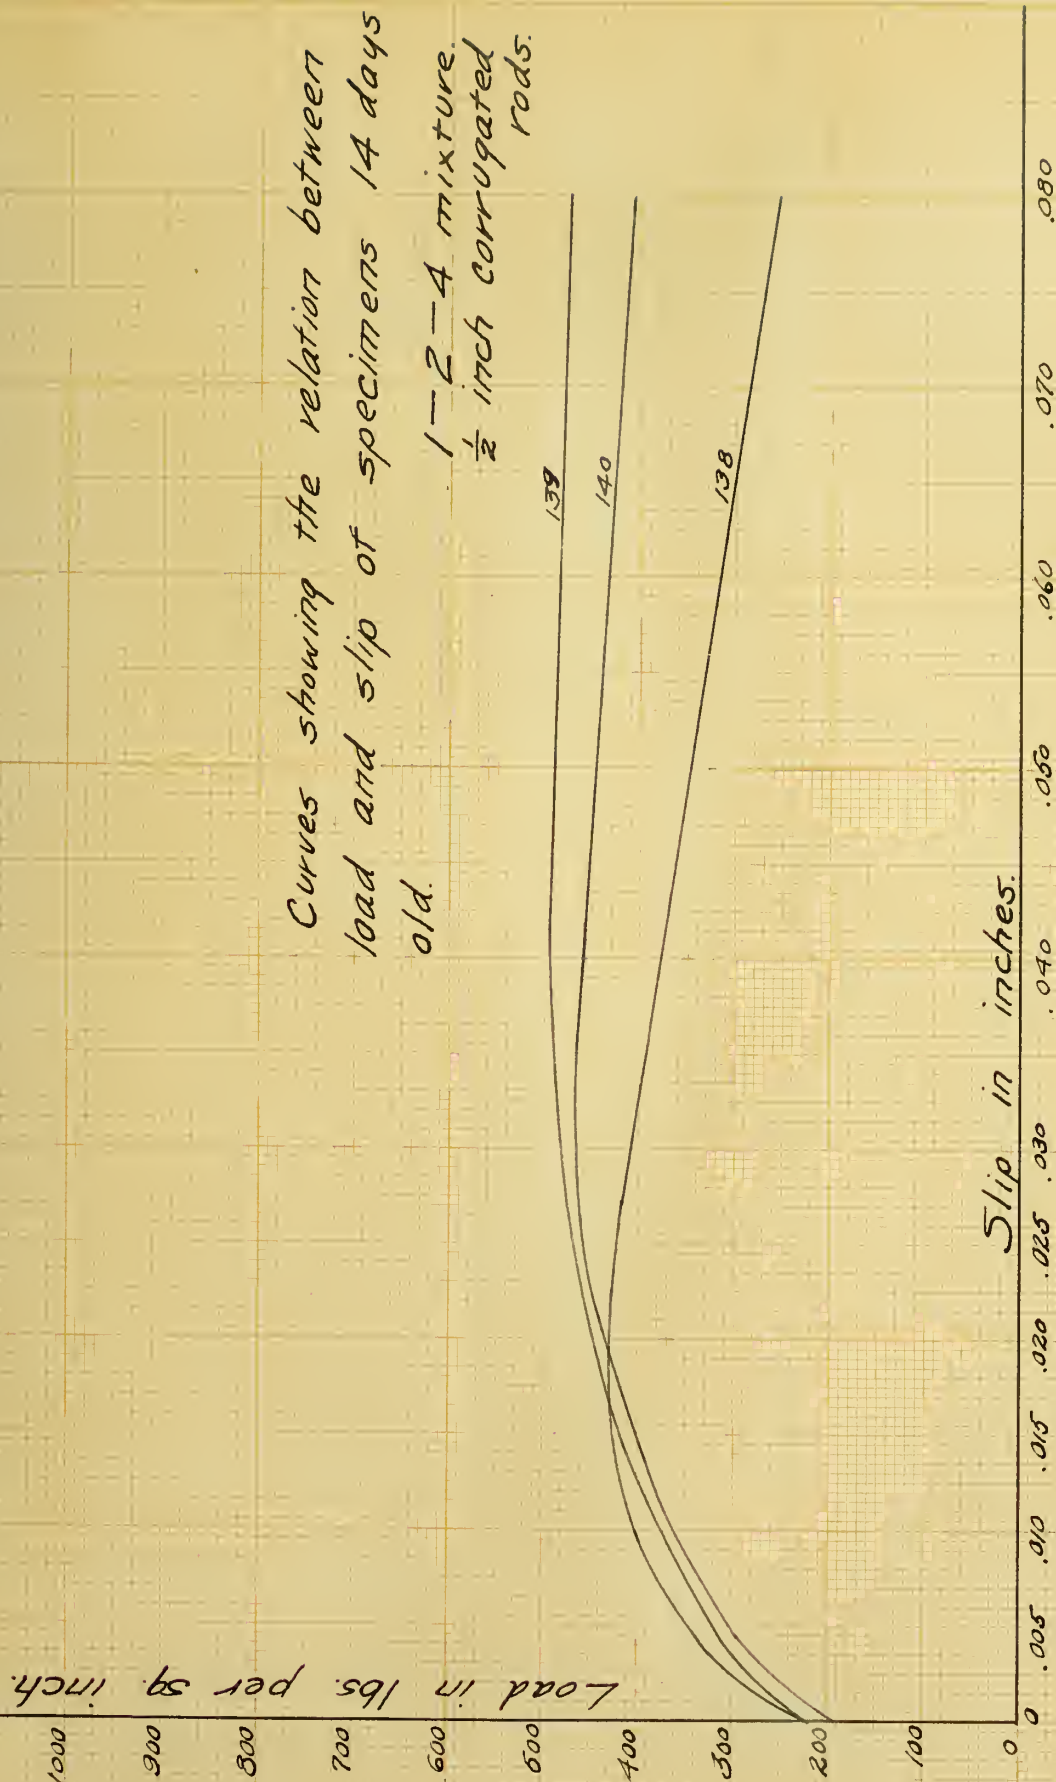 Curves showing the relation between
load and slip of specimens 14 days
old.
1-2-4 mixture.
½ inch corrugated
rods.
Load in lbs. per sq. inch.
1000
900
800
700
600
500
400
300
200
100
0
139
140
138
Slip in inches.
0 .005 .010 .015 .020 .025 .030 .040 .050 .060 .070 .080